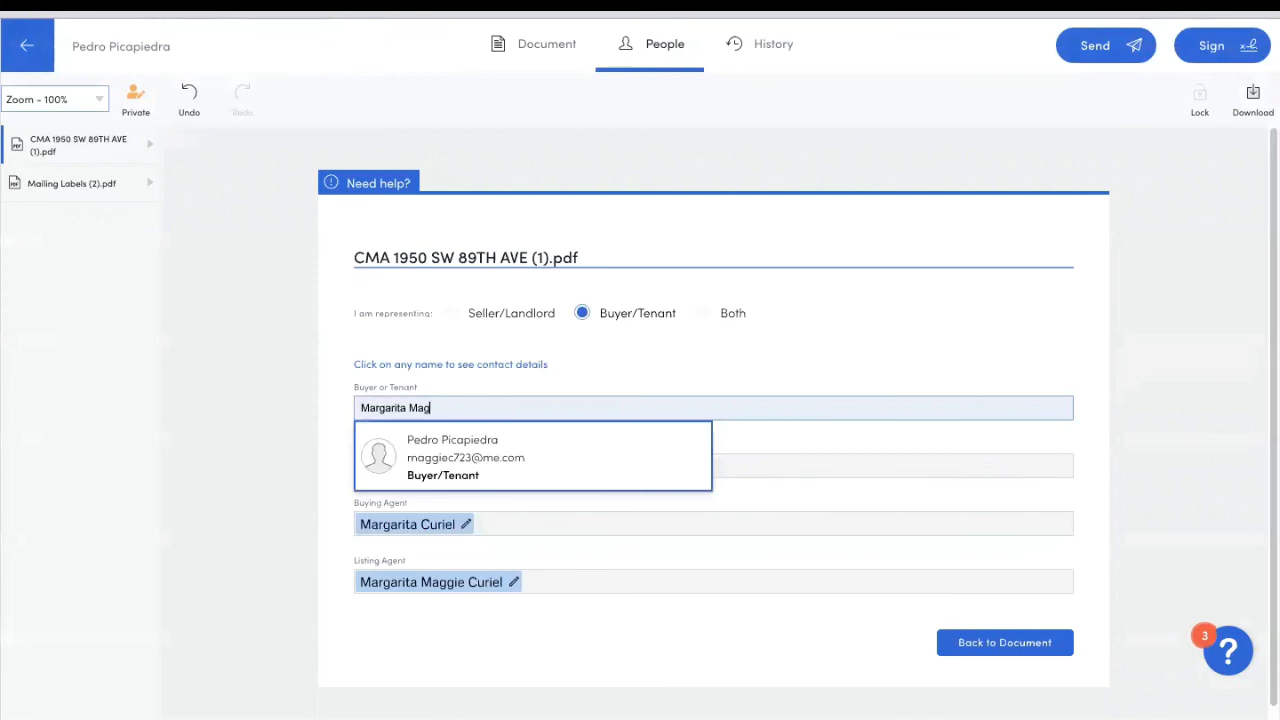 Pedro Picapiedra
Document
People
History
Send
Sign
Zoom - 100%
Private
Undo
Redo
Lock
Download
CMA 1950 SW 89TH AVE
(1).pdf
Mailing Labels (2).pdf
Need help?
CMA 1950 SW 89TH AVE (1).pdf
I am representing:
Seller/Landlord
Buyer/Tenant
Both
Click on any name to see contact details
Buyer or Tenant
Margarita Mag
Pedro Picapiedra
maggiec723@me.com
Buyer/Tenant
Buying Agent
Margarita Curiel
Listing Agent
Margarita Maggie Curiel
Back to Document
3
?